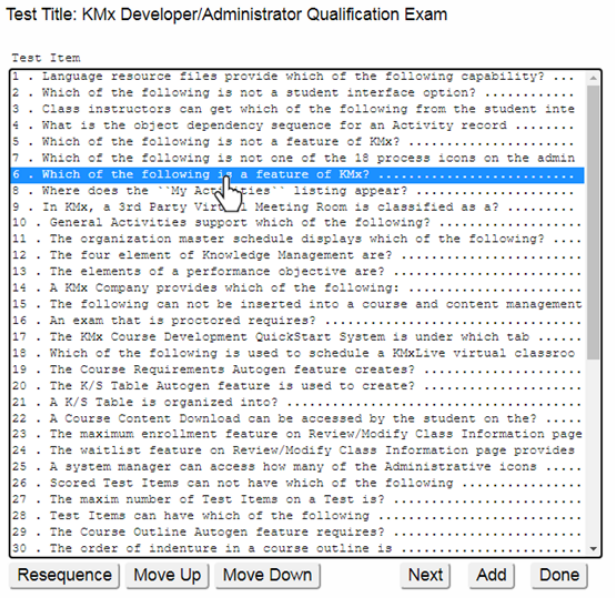 Test Title: KMx Developer/Administrator Qualification Exam
Test Item
1 . Language resource files provide which of the following capability? ...
2 . Which of the following is not a student interface option? ............
3 . Class instructors can get which of the following from the student inte
4 . What is the object dependency sequence for an Activity record ........
5 . Which of the following is not a feature of KMx? ......................
7 . Which of the following is not one of the 18 process icons on the admin
6 . Which of the following is a feature of KMx? ..........................
8 . Where does the ``My Activities`` listing appear? .....................
9 . In KMx, a 3rd Party Virtual Meeting Room is classified as a? .........
10 . General Activities support which of the following? ..................
11 . The organization master schedule displays which of the following? ....
12 . The four element of Knowledge Management are? .......................
13 . The elements of a performance objective are? ........................
14 . A KMx Company provides which of the following: ......................
15 . The following can not be inserted into a course and content management
16 . An exam that is proctored requires? .................................
17 . The KMx Course Development QuickStart System is under which tab ......
18 . Which of the following is used to schedule a KMxLive virtual classroo
19 . The Course Requirements Autogen feature creates? ....................
20 . The K/S Table Autogen feature is used to create? ....................
21 . A K/S Table is organized into? ......................................
22 . A Course Content Download can be accessed by the student on the? .....
23 . The maximum enrollment feature on Review/Modify Class Information page
24 . The waitlist feature on Review/Modify Class Information page provides
25 . A system manager can access how many of the Administrative icons .....
26 . Scored Test Items can not have which of the following ...............
27 . The maxim number of Test Items on a Test is? ........................
28 . Test Items can have which of the following ..........................
29 . The Course Outline Autogen feature requires? ........................
30 . The order of indenture in a course outline is .......................
Resequence Move Up Move Down Next Add Done